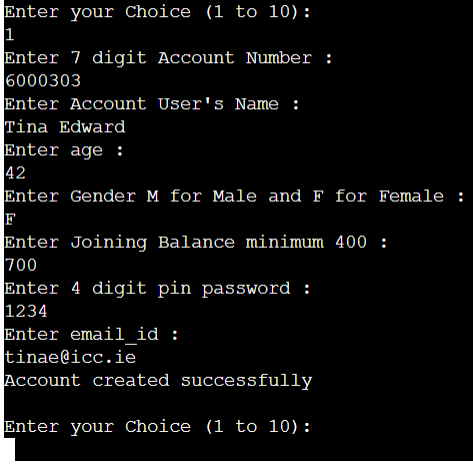 Enter your Choice (1 to 10):
1
Enter 7 digit Account Number :
6000303
Enter Account User's Name :
Tina Edward
Enter age :
42
Enter Gender M for Male and F for Female :
F
Enter Joining Balance minimum 400 :
700
Enter 4 digit pin password :
1234
Enter email_id :
tinae@icc.ie
Account created successfully
Enter your Choice (1 to 10):